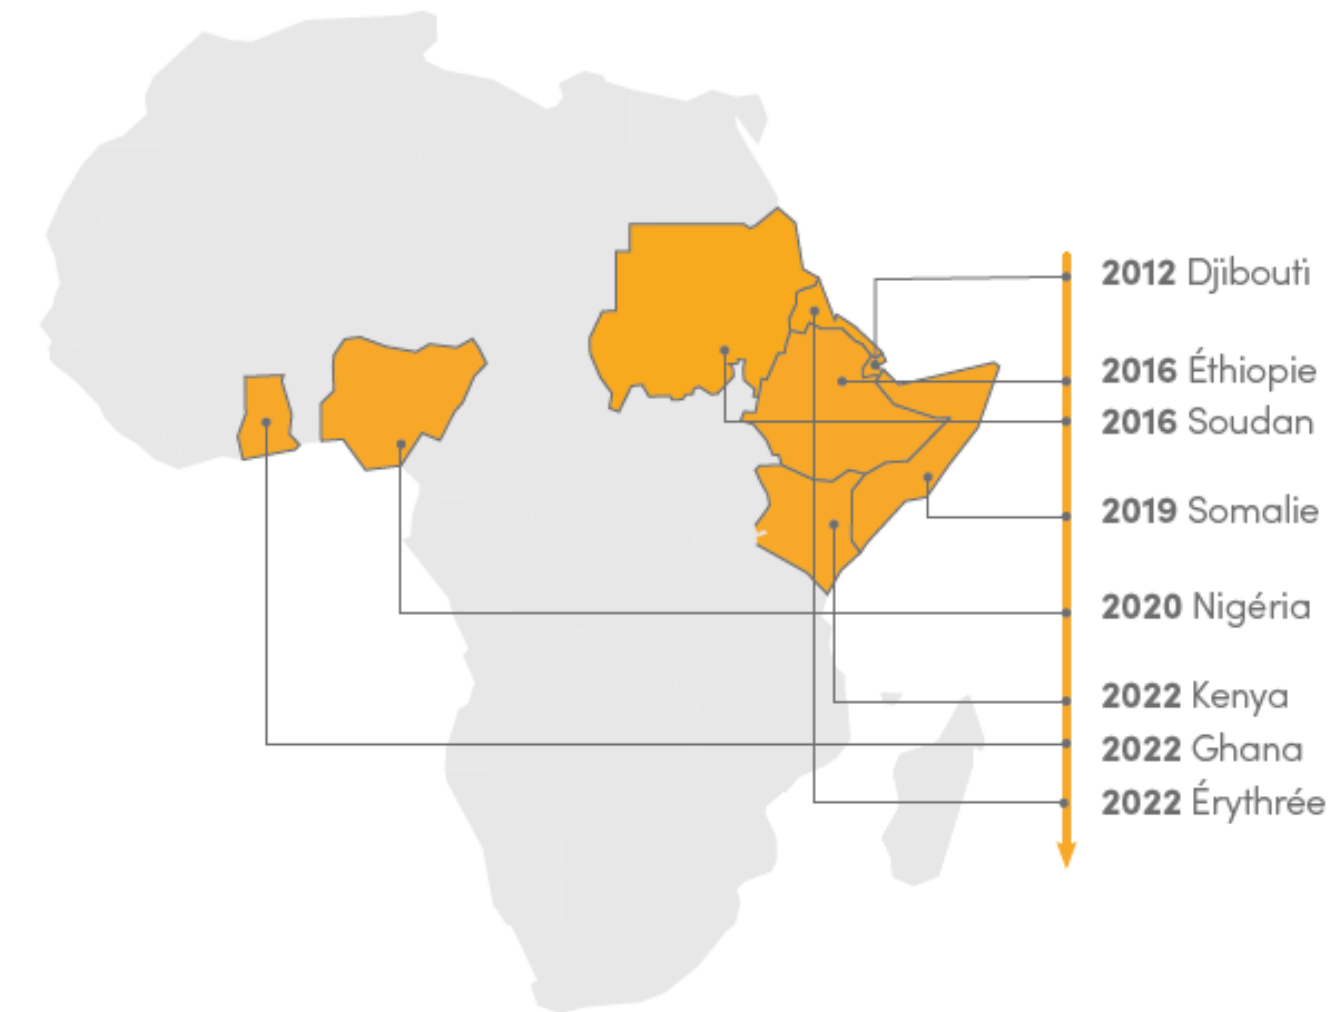 2012 Djibouti
2016 Éthiopie
2016 Soudan
2019 Somalie
2020 Nigéria
2022 Kenya
2022 Ghana
2022 Érythrée